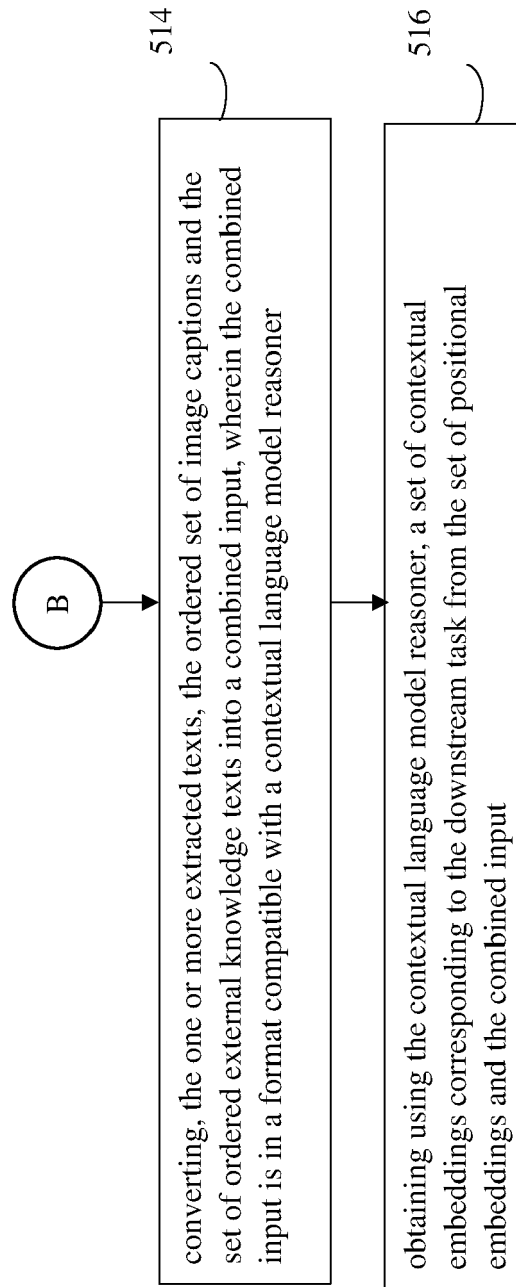 B
converting, the one or more extracted texts, the ordered set of image captions and the
set of ordered external knowledge texts into a combined input, wherein the combined
input is in a format compatible with a contextual language model reasoner
514
obtaining using the contextual language model reasoner, a set of contextual
embeddings corresponding to the downstream task from the set of positional
embeddings and the combined input
516